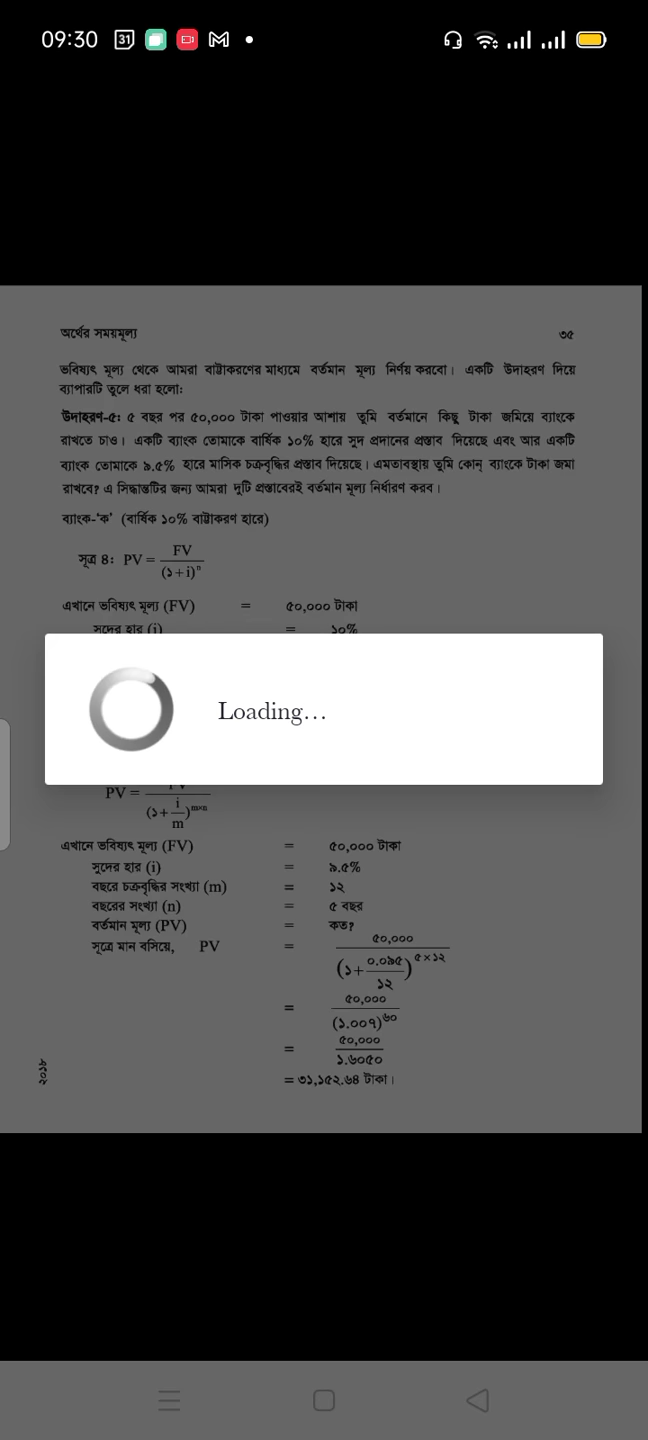 09:30
31
অর্থের সময়মূল্য ৩৫
ভবিষ্যৎ মূল্য থেকে আমরা বাট্টাকরণের মাধ্যমে বর্তমান মূল্য নির্ণয় করবো। একটি উদাহরণ দিয়ে
ব্যাপারটি তুলে ধরা হলো:
উদাহরণ-৫: ৫ বছর পর ৫০,০০০ টাকা পাওয়ার আশায় তুমি বর্তমানে কিছু টাকা জমিয়ে ব্যাংকে
রাখতে চাও। একটি ব্যাংক তোমাকে বার্ষিক ১০% হারে সুদ প্রদানের প্রস্তাব দিয়েছে এবং আর একটি
ব্যাংক তোমাকে ৯.৫% হারে মাসিক চক্রবৃদ্ধির প্রস্তাব দিয়েছে। এমতাবস্থায় তুমি কোন্ ব্যাংকে টাকা জমা
রাখবে? এ সিদ্ধান্তটির জন্য আমরা দুটি প্রস্তাবেরই বর্তমান মূল্য নির্ধারণ করব।
ব্যাংক-‘ক’ (বার্ষিক ১০% বাট্টাকরণ হারে)
সূত্র ৪: PV = FV / (১+i)^n
এখানে ভবিষ্যৎ মূল্য (FV) = ৫০,০০০ টাকা
সুদের হার (i) = ১০%
Loading...
PV = FV / (১+i/m)^m×n
এখানে ভবিষ্যৎ মূল্য (FV) = ৫০,০০০ টাকা
সুদের হার (i) = ৯.৫%
বছরে চক্রবৃদ্ধির সংখ্যা (m) = ১২
বছরের সংখ্যা (n) = ৫ বছর
বর্তমান মূল্য (PV) = কত?
সূত্রে মান বসিয়ে, PV = ৫০,০০০ / (১+০.০৯৫/১২)^৫×১২
= ৫০,০০০ / (১.০০৭)^৬০
= ৫০,০০০ / ১.৬০৫০
= ৩১,১৫২.৬৪ টাকা।
২০১৮